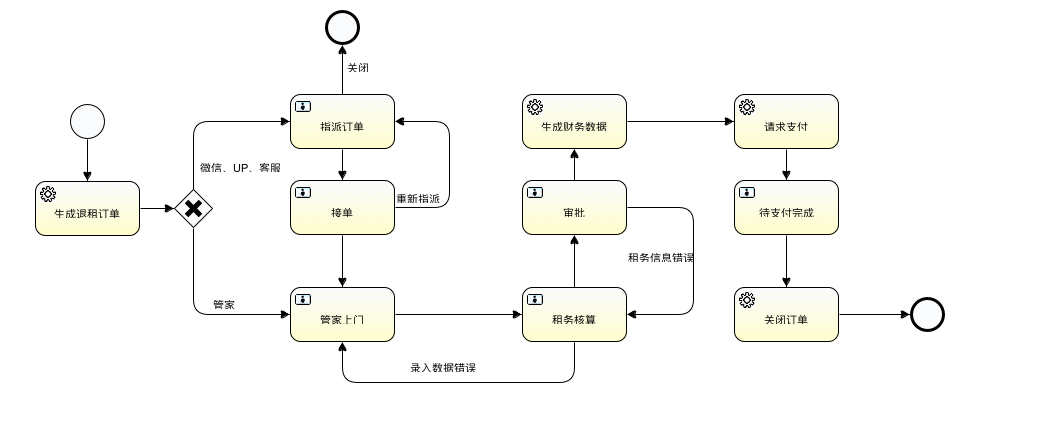 关闭
指派订单
生成财务数据
请求支付
微信、UP、客服
重新指派
生成退租订单
接单
审批
待支付完成
租务信息错误
管家
管家上门
租务核算
关闭订单
录入数据错误